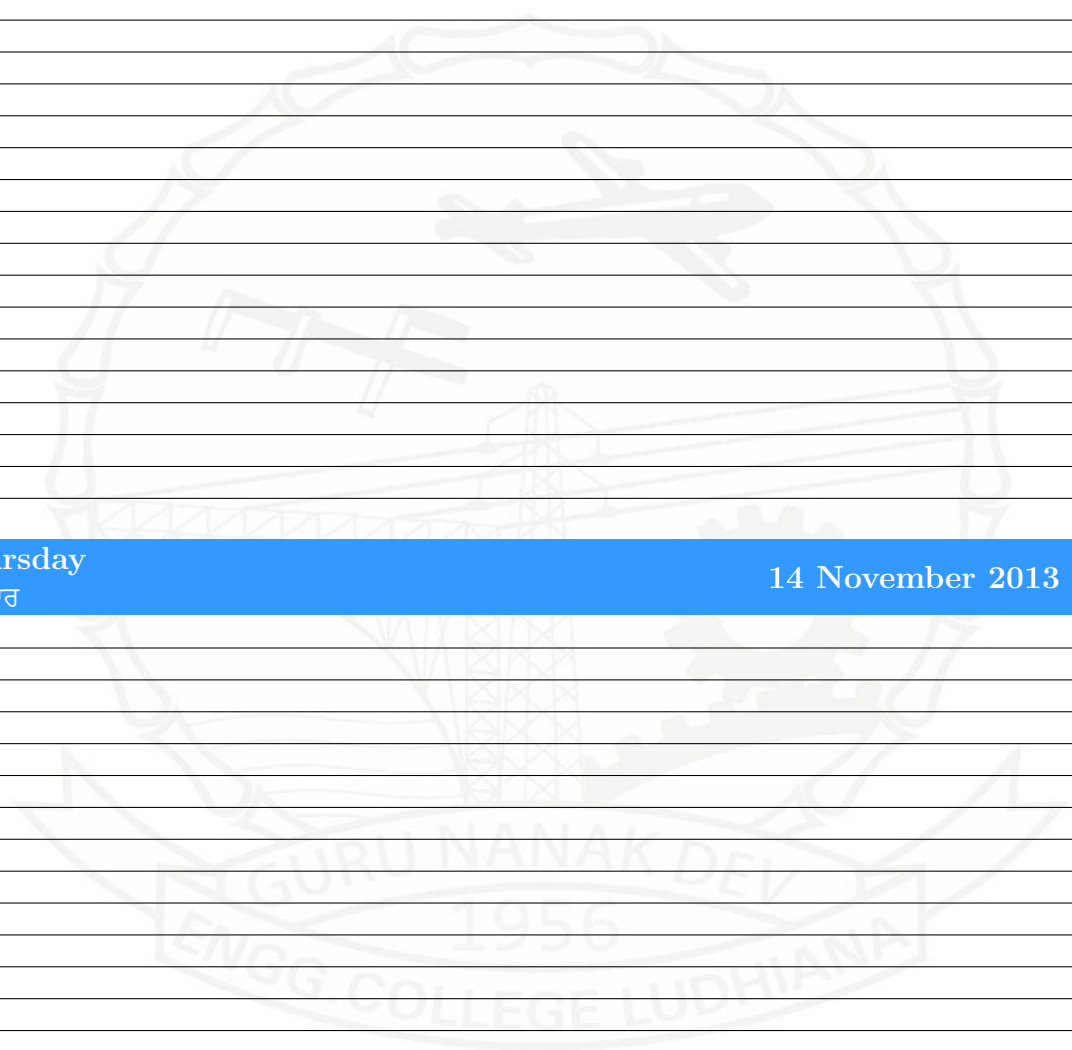 rsday
ਾਰ
14 November 2013
GURU NANAK DEV
1956
ENGG. COLLEGE LUDHIANA